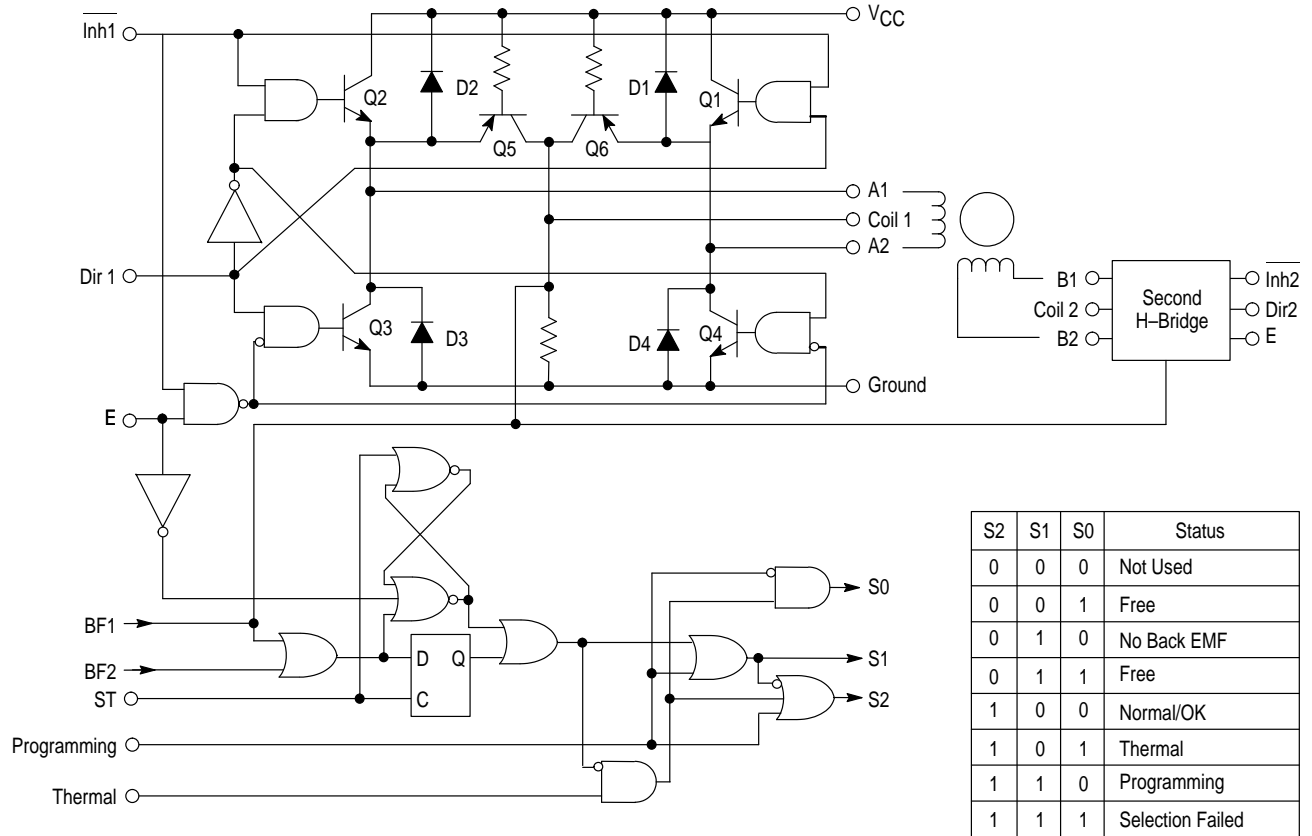 Inh1
VCC
D2
D1
Q2
Q1
Q5
Q6
A1
Coil 1
A2
Dir 1
B1
Inh2
Coil 2
Second
H–Bridge
Dir2
B2
E
Q3
D3
D4
Q4
Ground
E
S2 S1 S0 Status
0 0 0 Not Used
0 0 1 Free
0 1 0 No Back EMF
0 1 1 Free
1 0 0 Normal/OK
1 0 1 Thermal
1 1 0 Programming
1 1 1 Selection Failed
S0
BF1
D Q
S1
BF2
C
S2
ST
Programming
Thermal